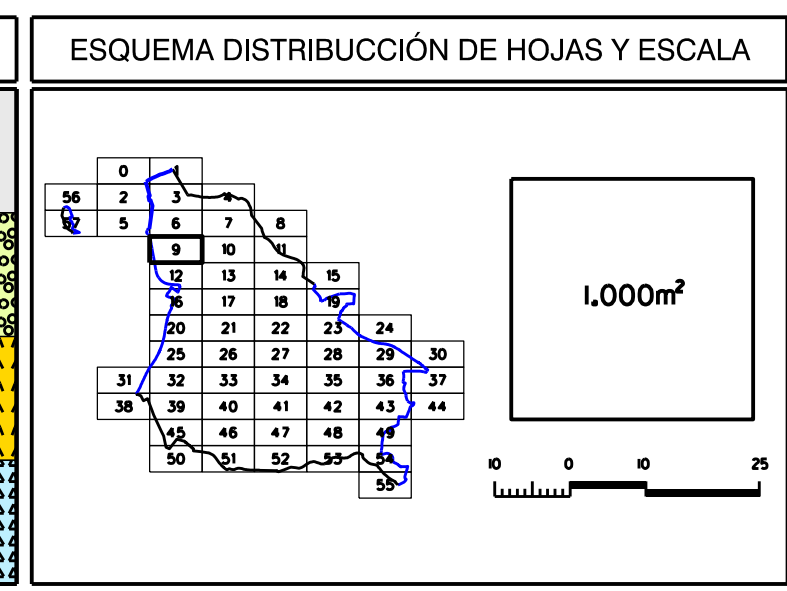 ESQUEMA DISTRIBUCCIÓN DE HOJAS Y ESCALA
0 1
56 2 3 4
57 5 6 7 8
9 10 11
12 13 14 15
16 17 18 19
20 21 22 23 24
25 26 27 28 29 30
31 32 33 34 35 36 37
38 39 40 41 42 43 44
45 46 47 48 49
50 51 52 53 54
55
1.000m²
10 0 10 25